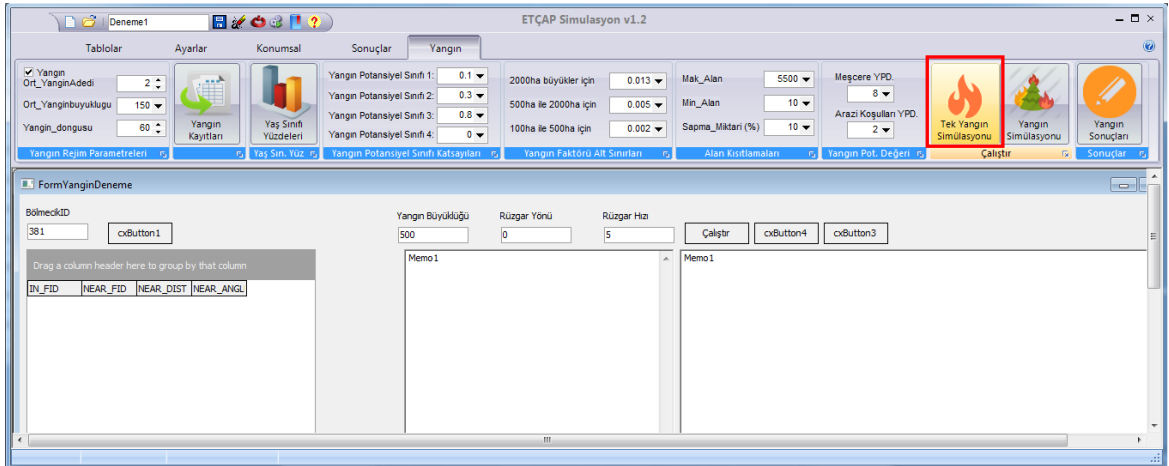 Deneme1
ETÇAP Simulasyon v1.2
Tablolar Ayarlar Konumsal Sonuçlar Yangın
Yangın
Ort_YanginAdedi 2
Ort_Yanginbuyuklugu 150
Yangin_dongusu 60
Yangın Rejim Parametreleri
Yangın
Kayıtları
Yaş Sınıfı
Yüzdeleri
Yaş Sın. Yüz
Yangın Potansiyel Sınıfı 1: 0.1
Yangın Potansiyel Sınıfı 2: 0.3
Yangın Potansiyel Sınıfı 3: 0.8
Yangın Potansiyel Sınıfı 4: 0
Yangın Potansiyel Sınıfı Katsayıları
2000ha büyükler için 0.013
500ha ile 2000ha için 0.005
100ha ile 500ha için 0.002
Yangın Faktörü Alt Sınırları
Mak_Alan 5500
Min_Alan 10
Sapma_Miktari (%) 10
Alan Kısıtlamaları
Meşcere YPD.
8
Arazi Koşulları YPD.
2
Yangın Pot. Değeri
Tek Yangın
Simülasyonu
Yangın
Simülasyonu
Çalıştır
Yangın
Sonuçları
Sonuçlar
FormYanginDeneme
BölmecikID
381
cxButton1
Yangın Büyüklüğü Rüzgar Yönü Rüzgar Hızı
500 0 5
Çalıştır cxButton4 cxButton3
Drag a column header here to group by that column
IN_FID NEAR_FID NEAR_DIST NEAR_ANGL
Memo1
Memo1